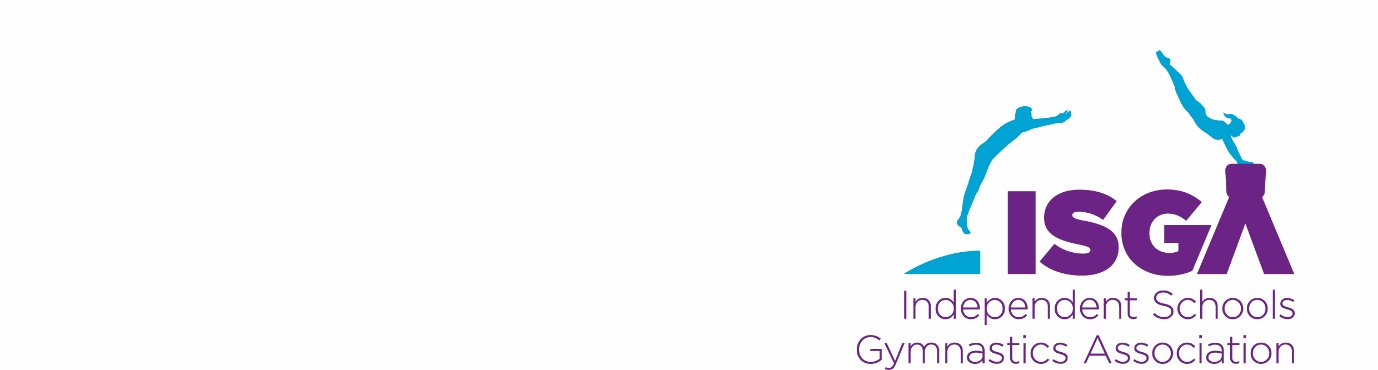 ISGA
Independent Schools
Gymnastics Association